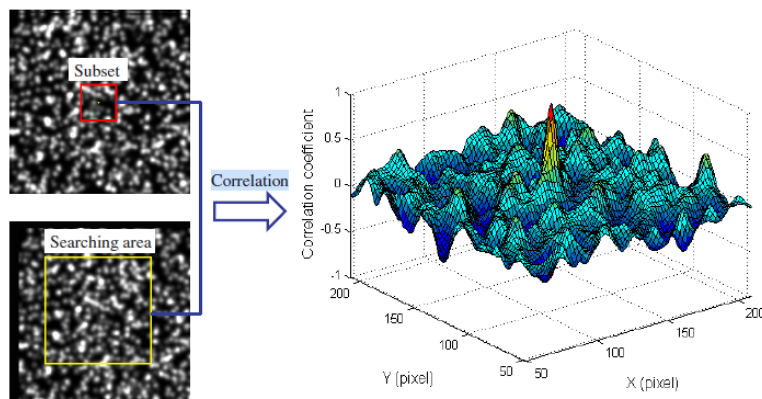 Subset
Searching area
Correlation
Correlation coefficient
1
0.5
0
-0.5
-1
200
150
100
50
Y (pixel)
50
100
150
200
X (pixel)